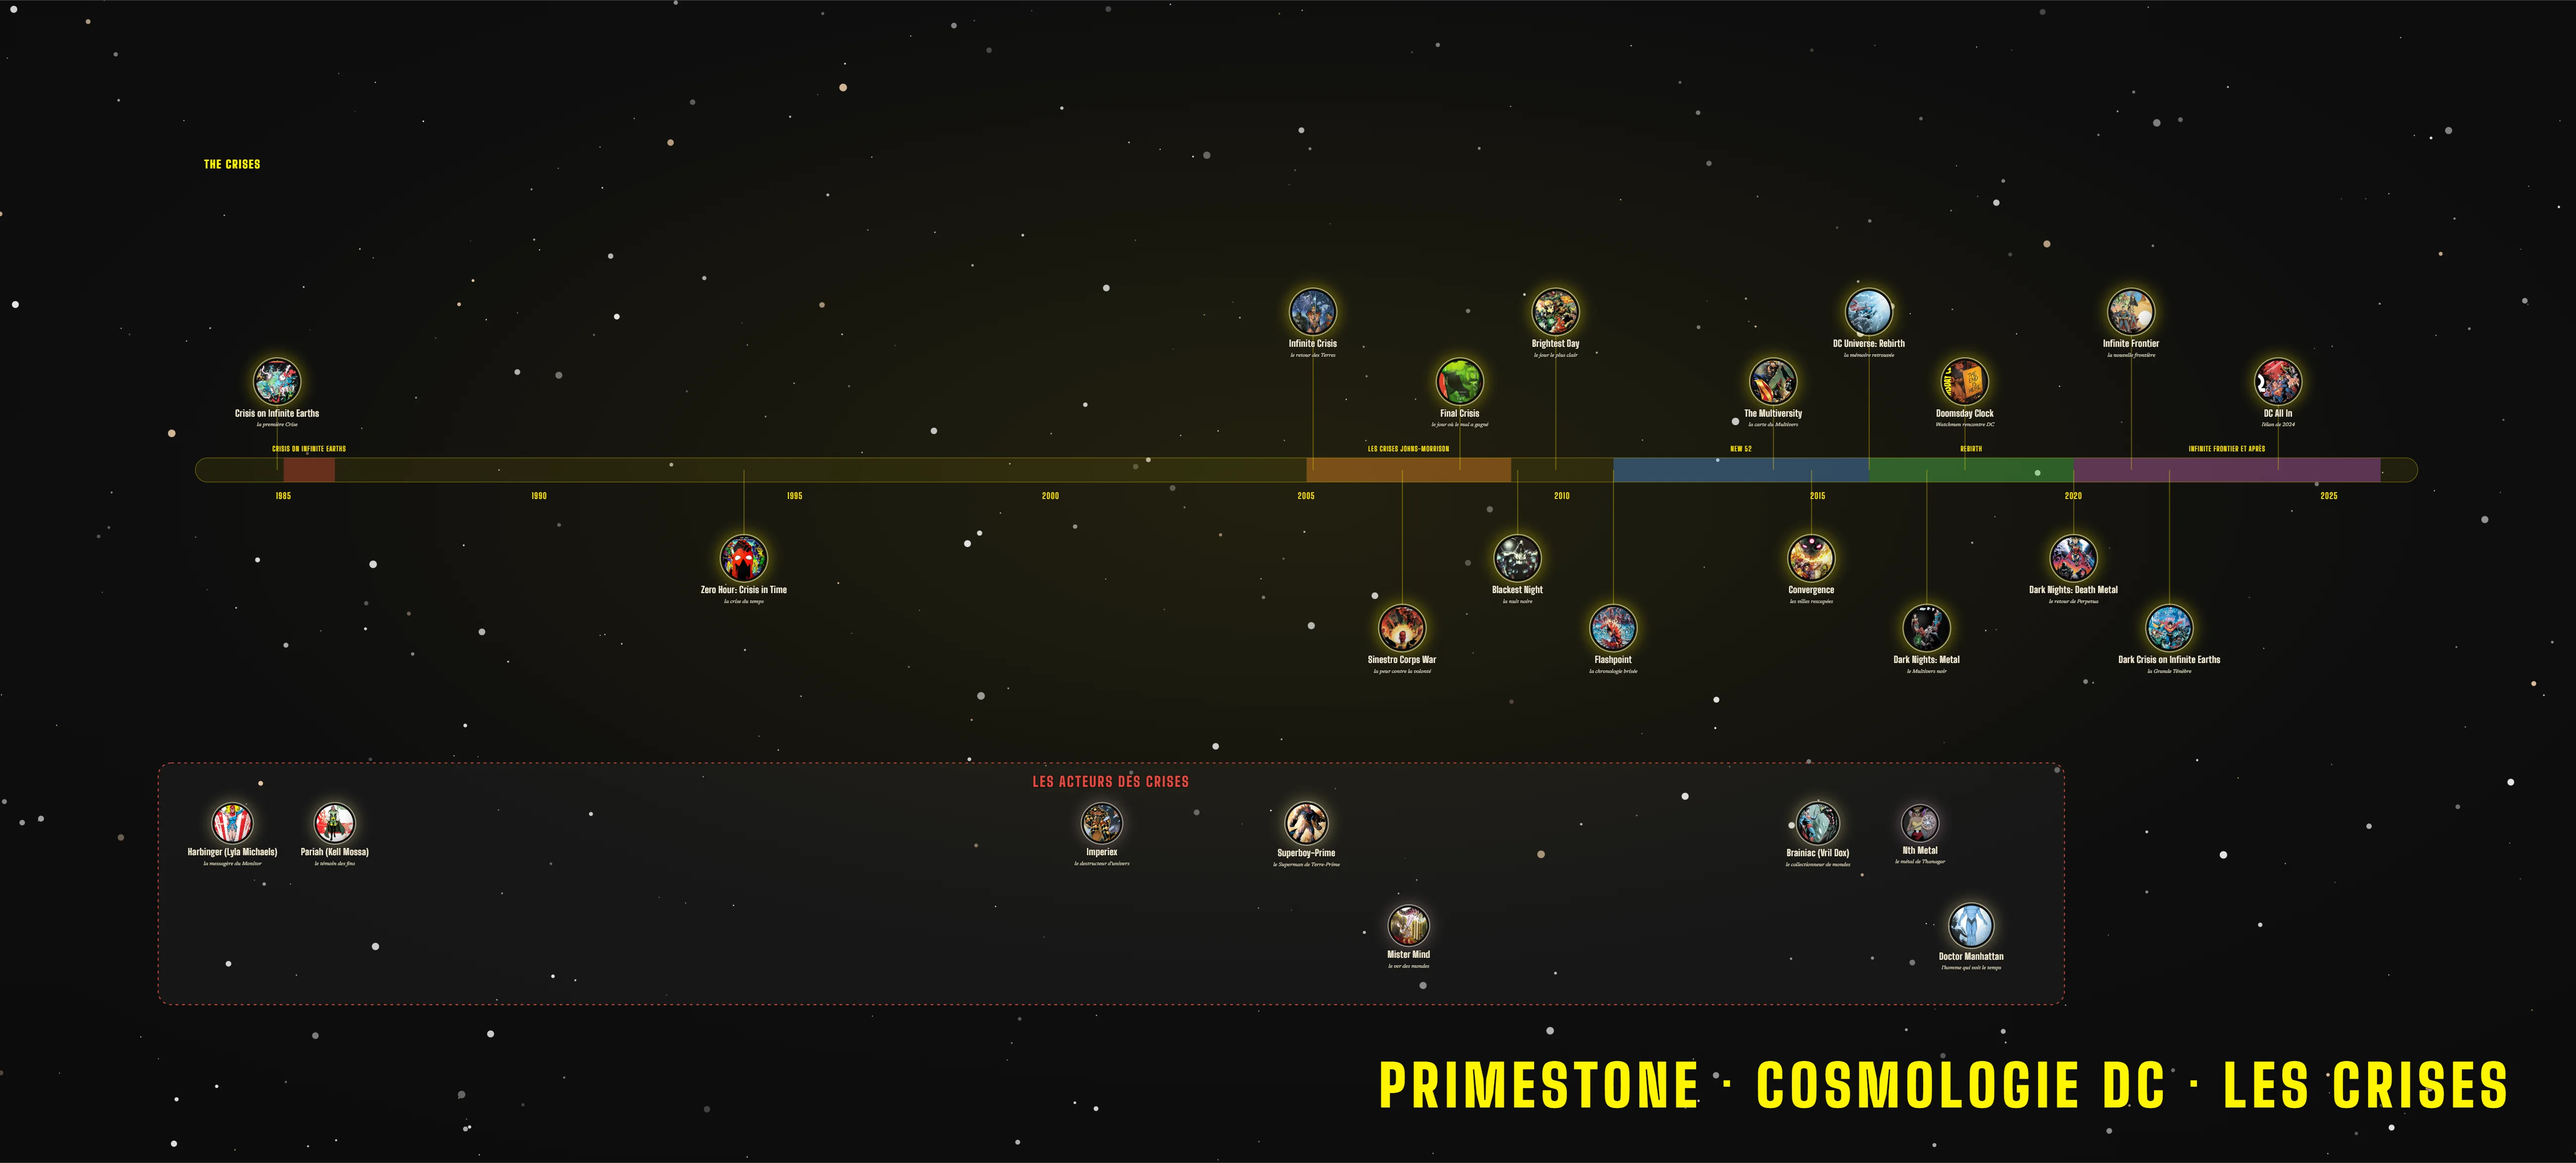 THE CRISES
Infinite Crisis
le retour des Terres
Brightest Day
le jour le plus clair
DC Universe: Rebirth
la mémoire retrouvée
Infinite Frontier
la nouvelle frontière
Crisis on Infinite Earths
la première Crise
Final Crisis
le jour où le mal a gagné
The Multiversity
la carte du Multivers
Doomsday Clock
Watchmen rencontre DC
DC All In
l'élan de 2024
CRISIS ON INFINITE EARTHS
LES CRISES JOHNS-MORRISON
NEW 52
REBIRTH
INFINITE FRONTIER ET APRÈS
1985
1990
1995
2000
2005
2010
2015
2020
2025
Zero Hour: Crisis in Time
la crise du temps
Blackest Night
la nuit noire
Convergence
les villes rescapées
Dark Nights: Death Metal
le retour de Perpetua
Sinestro Corps War
la peur contre la volonté
Flashpoint
la chronologie brisée
Dark Nights: Metal
le Multivers noir
Dark Crisis on Infinite Earths
la Grande Ténèbre
LES ACTEURS DES CRISES
Harbinger (Lyla Michaels)
la messagère du Monitor
Pariah (Kell Mossa)
le témoin des fins
Imperiex
le destructeur d'univers
Superboy-Prime
le Superman de Terre-Prime
Brainiac (Vril Dox)
le collectionneur de mondes
Nth Metal
le métal de Thanagar
Mister Mind
le ver des mondes
Doctor Manhattan
l'homme qui voit le temps
PRIMESTONE · COSMOLOGIE DC · LES CRISES